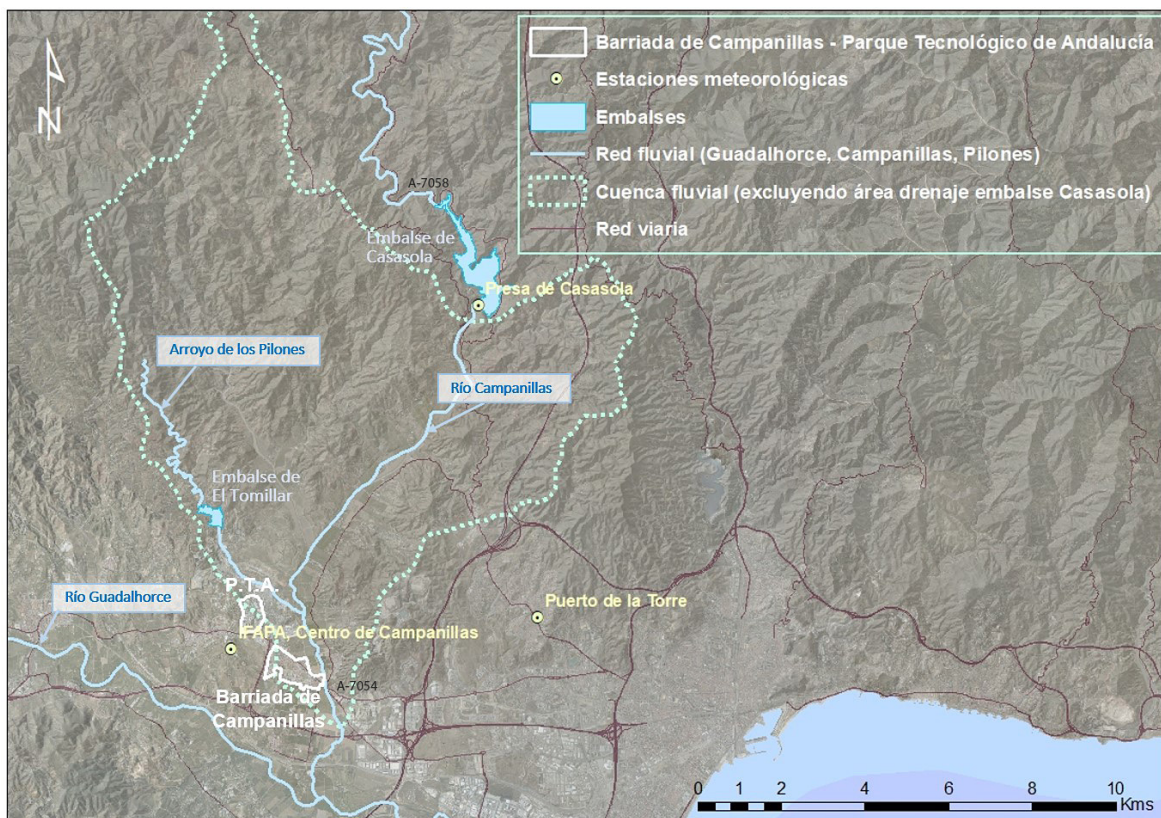 N
Barriada de Campanillas - Parque Tecnológico de Andalucía
Estaciones meteorológicas
Embalses
Red fluvial (Guadalhorce, Campanillas, Pilones)
Cuenca fluvial (excluyendo área drenaje embalse Casasola)
Red viaria
A-7058
Embalse de
Casasola
Presa de Casasola
Arroyo de los Pilones
Río Campanillas
Embalse de
El Tomillar
P.T.A.
Río Guadalhorce
Puerto de la Torre
IFAPA, Centro de Campanillas
A-7054
Barriada de
Campanillas
0 1 2 4 6 8 10
Kms